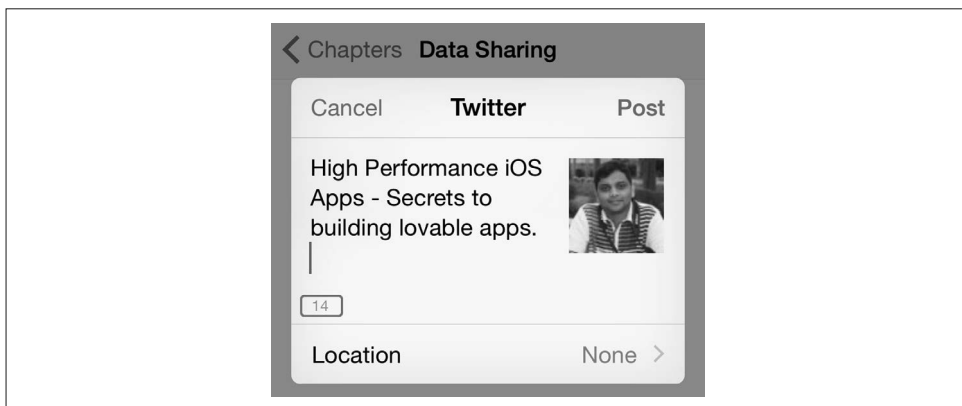 Chapters Data Sharing
Cancel Twitter Post
High Performance iOS
Apps - Secrets to
building lovable apps.
14
Location None